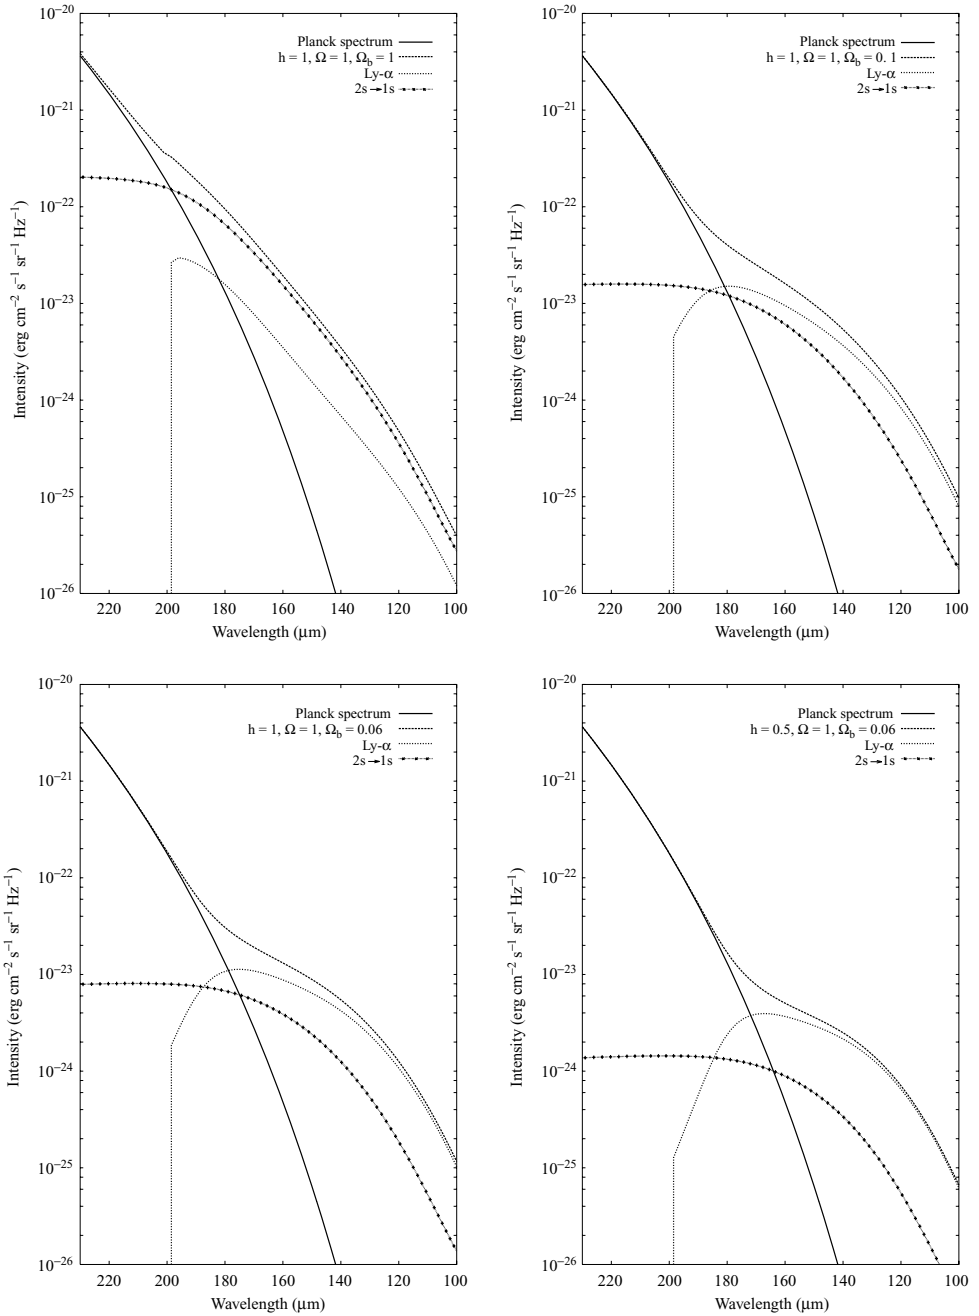 10⁻²⁰
10⁻²¹
10⁻²²
10⁻²³
10⁻²⁴
10⁻²⁵
10⁻²⁶
Intensity (erg cm⁻² s⁻¹ sr⁻¹ Hz⁻¹)
Planck spectrum
h = 1, Ω = 1, Ω_b = 1
Ly-α
2s→1s
220 200 180 160 140 120 100
Wavelength (μm)
10⁻²⁰
10⁻²¹
10⁻²²
10⁻²³
10⁻²⁴
10⁻²⁵
10⁻²⁶
Intensity (erg cm⁻² s⁻¹ sr⁻¹ Hz⁻¹)
Planck spectrum
h = 1, Ω = 1, Ω_b = 0. 1
Ly-α
2s→1s
220 200 180 160 140 120 100
Wavelength (μm)
10⁻²⁰
10⁻²¹
10⁻²²
10⁻²³
10⁻²⁴
10⁻²⁵
10⁻²⁶
Intensity (erg cm⁻² s⁻¹ sr⁻¹ Hz⁻¹)
Planck spectrum
h = 1, Ω = 1, Ω_b = 0.06
Ly-α
2s→1s
220 200 180 160 140 120 100
Wavelength (μm)
10⁻²⁰
10⁻²¹
10⁻²²
10⁻²³
10⁻²⁴
10⁻²⁵
10⁻²⁶
Intensity (erg cm⁻² s⁻¹ sr⁻¹ Hz⁻¹)
Planck spectrum
h = 0.5, Ω = 1, Ω_b = 0.06
Ly-α
2s→1s
220 200 180 160 140 120 100
Wavelength (μm)